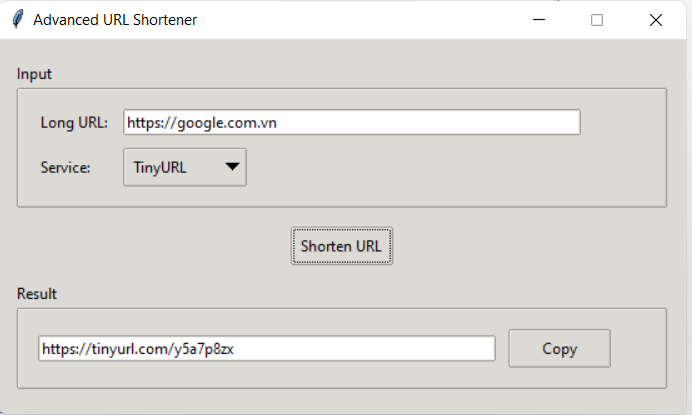 Advanced URL Shortener
Input
Long URL: https://google.com.vn
Service: TinyURL
Shorten URL
Result
https://tinyurl.com/y5a7p8zx Copy